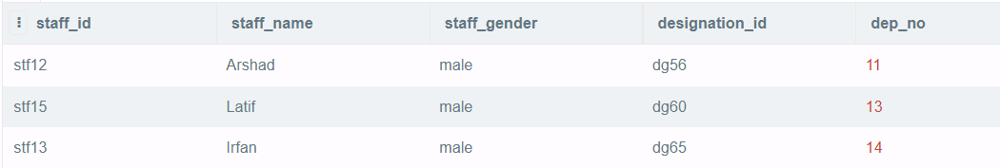 staff_id staff_name staff_gender designation_id dep_no
stf12 Arshad male dg56 11
stf15 Latif male dg60 13
stf13 Irfan male dg65 14